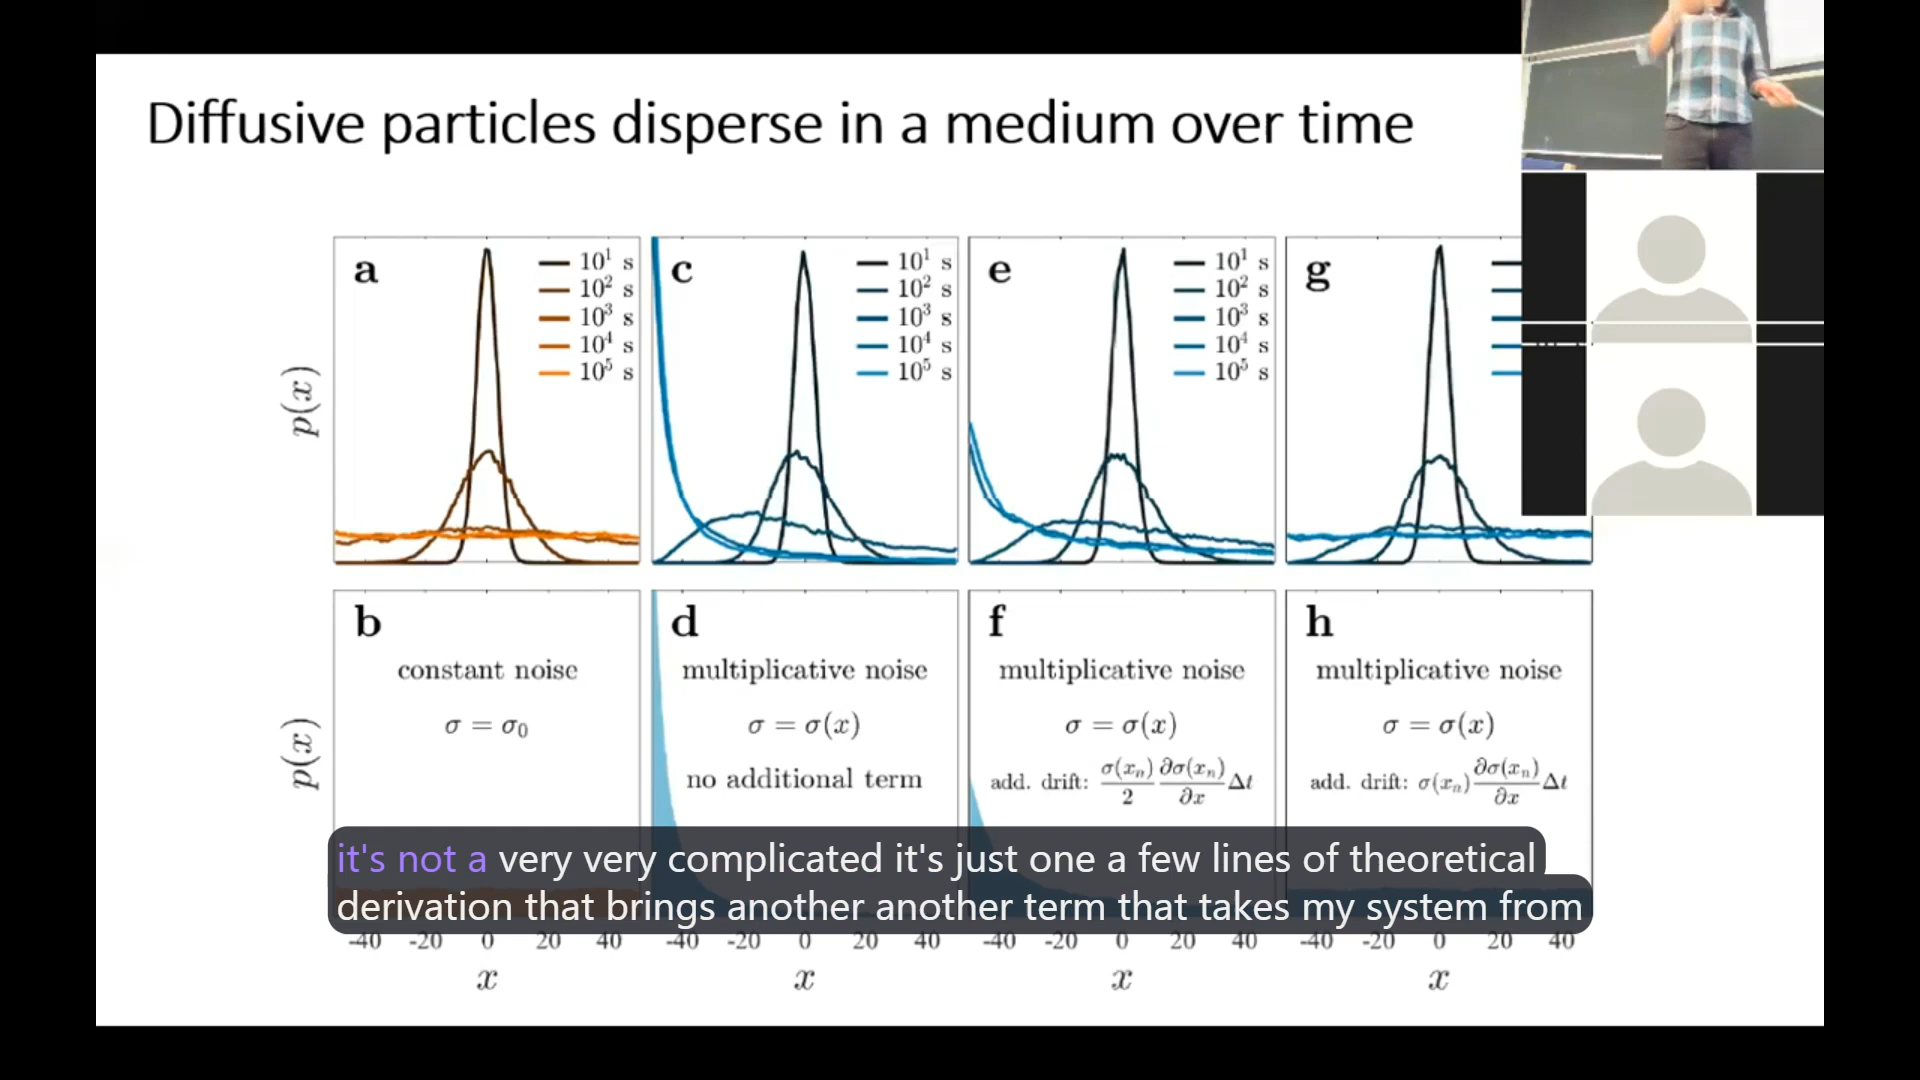 Diffusive particles disperse in a medium over time
a
10¹ s
10² s
10³ s
10⁴ s
10⁵ s
c
10¹ s
10² s
10³ s
10⁴ s
10⁵ s
e
10¹ s
10² s
10³ s
10⁴ s
10⁵ s
g
p(x)
b
constant noise
σ = σ₀
d
multiplicative noise
σ = σ(x)
no additional term
f
multiplicative noise
σ = σ(x)
add. drift: σ(xₙ)/2 ∂σ(xₙ)/∂x Δt
h
multiplicative noise
σ = σ(x)
add. drift: σ(xₙ) ∂σ(xₙ)/∂x Δt
p(x)
it's not a very very complicated it's just one a few lines of theoretical
derivation that brings another another term that takes my system from
-40 -20 0 20 40
-40 -20 0 20 40
-40 -20 0 20 40
-40 -20 0 20 40
x
x
x
x